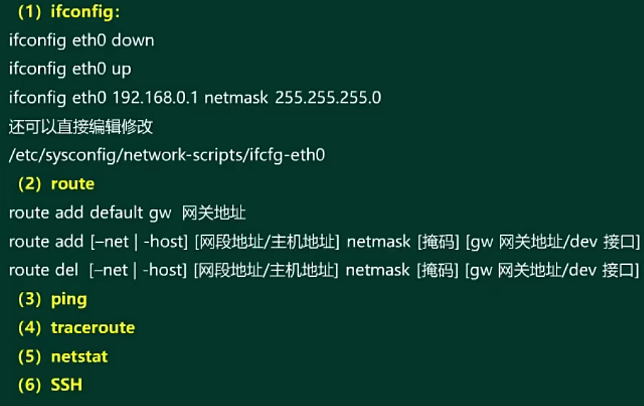 （1）ifconfig：
ifconfig eth0 down
ifconfig eth0 up
ifconfig eth0 192.168.0.1 netmask 255.255.255.0
还可以直接编辑修改
/etc/sysconfig/network-scripts/ifcfg-eth0
（2）route
route add default gw 网关地址
route add [–net | -host] [网段地址/主机地址] netmask [掩码] [gw 网关地址/dev 接口]
route del [–net | -host] [网段地址/主机地址] netmask [掩码] [gw 网关地址/dev 接口]
（3）ping
（4）traceroute
（5）netstat
（6）SSH